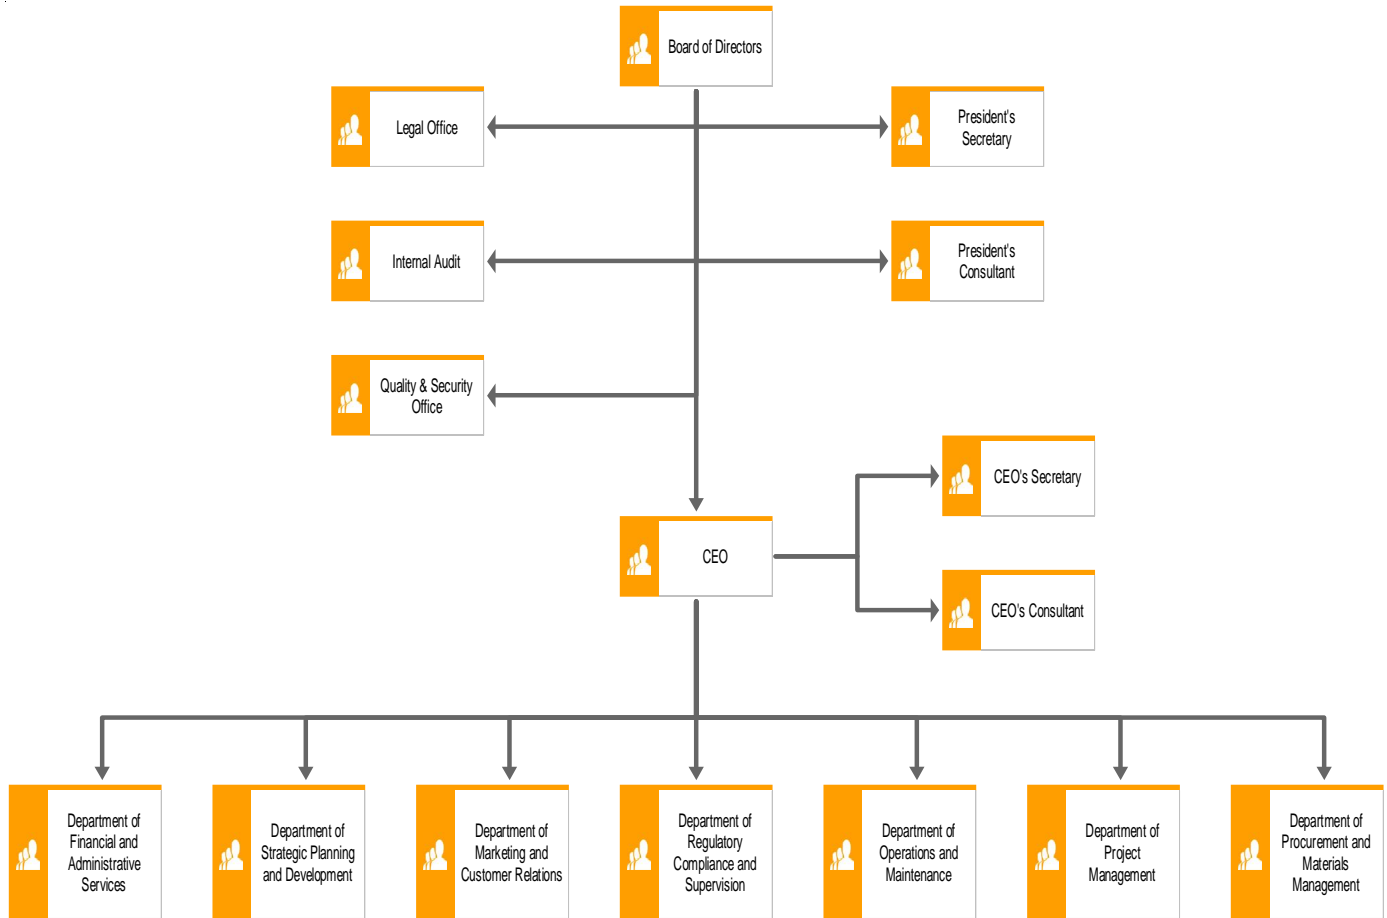 Board of Directors
Legal Office
President's
Secretary
Internal Audit
President's
Consultant
Quality & Security
Office
CEO's Secretary
CEO
CEO's Consultant
Department of
Financial and
Administrative
Services
Department of
Strategic Planning
and Development
Department of
Marketing and
Customer Relations
Department of
Regulatory
Compliance and
Supervision
Department of
Operations and
Maintenance
Department of
Project
Management
Department of
Procurement and
Materials
Management